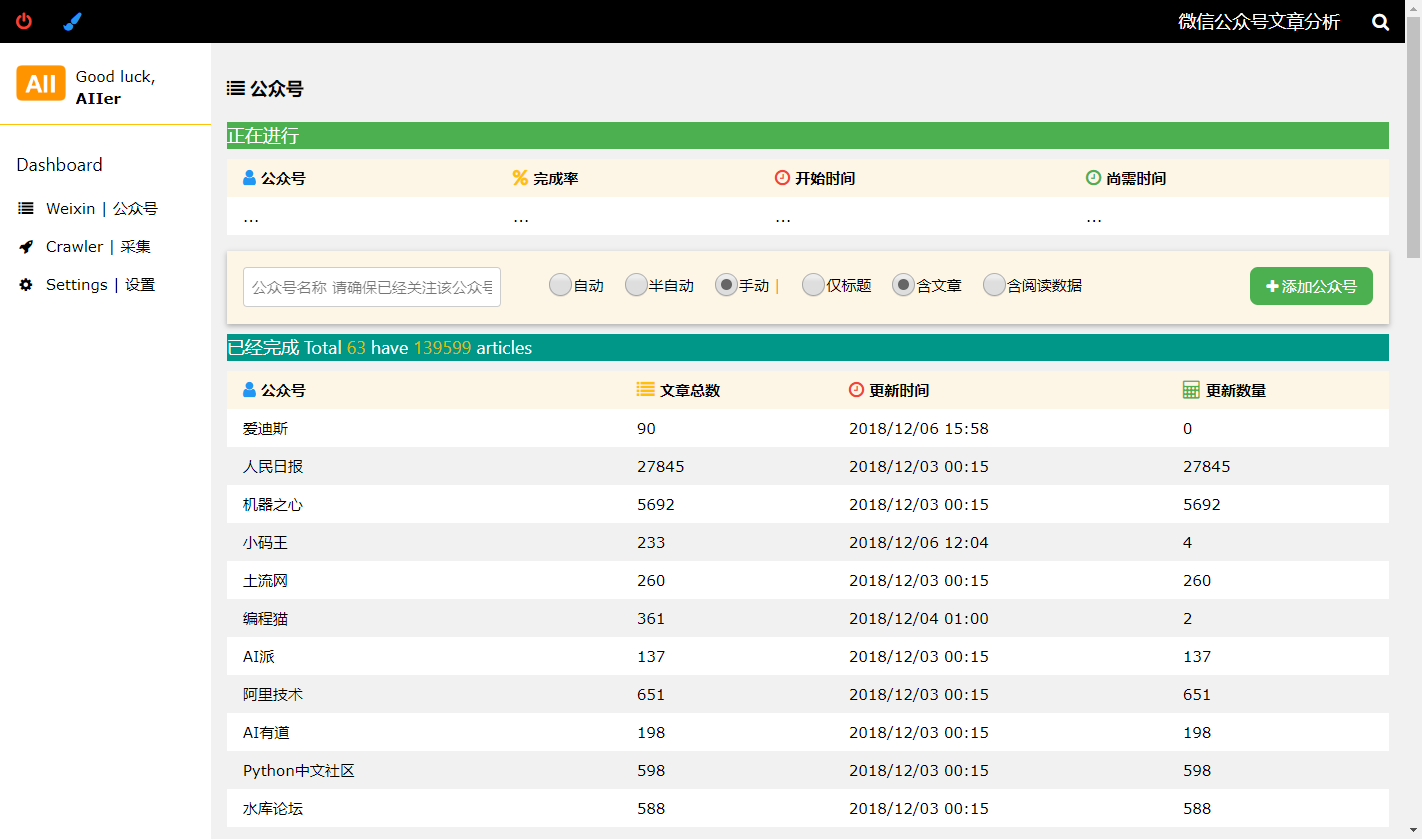 微信公众号文章分析
AII
Good luck,
AIIer
Dashboard
Weixin | 公众号
Crawler | 采集
Settings | 设置
公众号
正在进行
公众号 完成率 开始时间 尚需时间
... ... ... ...
公众号名称 请确保已经关注该公众号 自动 半自动 手动 | 仅标题 含文章 含阅读数据 添加公众号
已经完成 Total 63 have 139599 articles
公众号 文章总数 更新时间 更新数量
爱迪斯 90 2018/12/06 15:58 0
人民日报 27845 2018/12/03 00:15 27845
机器之心 5692 2018/12/03 00:15 5692
小码王 233 2018/12/06 12:04 4
土流网 260 2018/12/03 00:15 260
编程猫 361 2018/12/04 01:00 2
AI派 137 2018/12/03 00:15 137
阿里技术 651 2018/12/03 00:15 651
AI有道 198 2018/12/03 00:15 198
Python中文社区 598 2018/12/03 00:15 598
水库论坛 588 2018/12/03 00:15 588